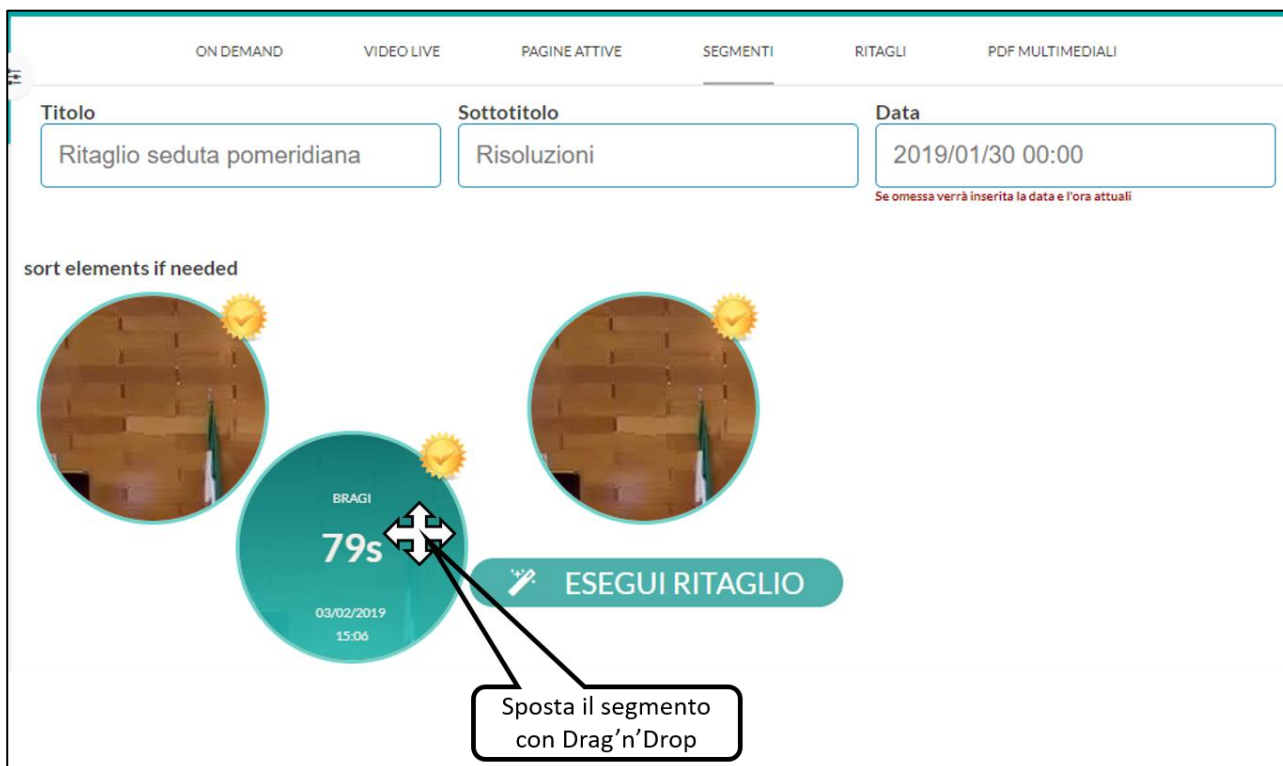 ON DEMAND VIDEO LIVE PAGINE ATTIVE SEGMENTI RITAGLI PDF MULTIMEDIALI
Titolo Sottotitolo Data
Ritaglio seduta pomeridiana Risoluzioni 2019/01/30 00:00
Se omessa verrà inserita la data e l'ora attuali
sort elements if needed
BRAGI
79s
03/02/2019
15:06
ESEGUI RITAGLIO
Sposta il segmento
con Drag’n’Drop